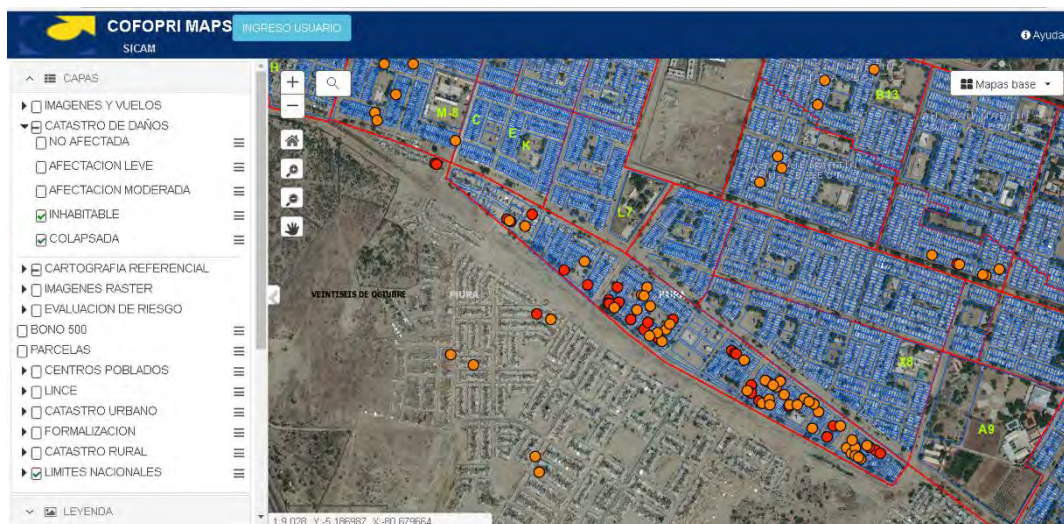 COFOPRI MAPS
SICAM
INGRESO USUARIO
Ayuda
CAPAS
IMAGENES Y VUELOS
CATASTRO DE DAÑOS
NO AFECTADA
AFECTACION LEVE
AFECTACION MODERADA
INHABITABLE
COLAPSADA
CARTOGRAFIA REFERENCIAL
IMAGENES RASTER
EVALUACION DE RIESGO
BONO 500
PARCELAS
CENTROS POBLADOS
LINCE
CATASTRO URBANO
FORMALIZACION
CATASTRO RURAL
LIMITES NACIONALES
LEYENDA
Mapas base
M-8
C
E
K
B13
L7
VEINTISEIS DE OCTUBRE
PIURA
PIURA
A9
1:9,028 Y:-5.186987 X:-80.679664